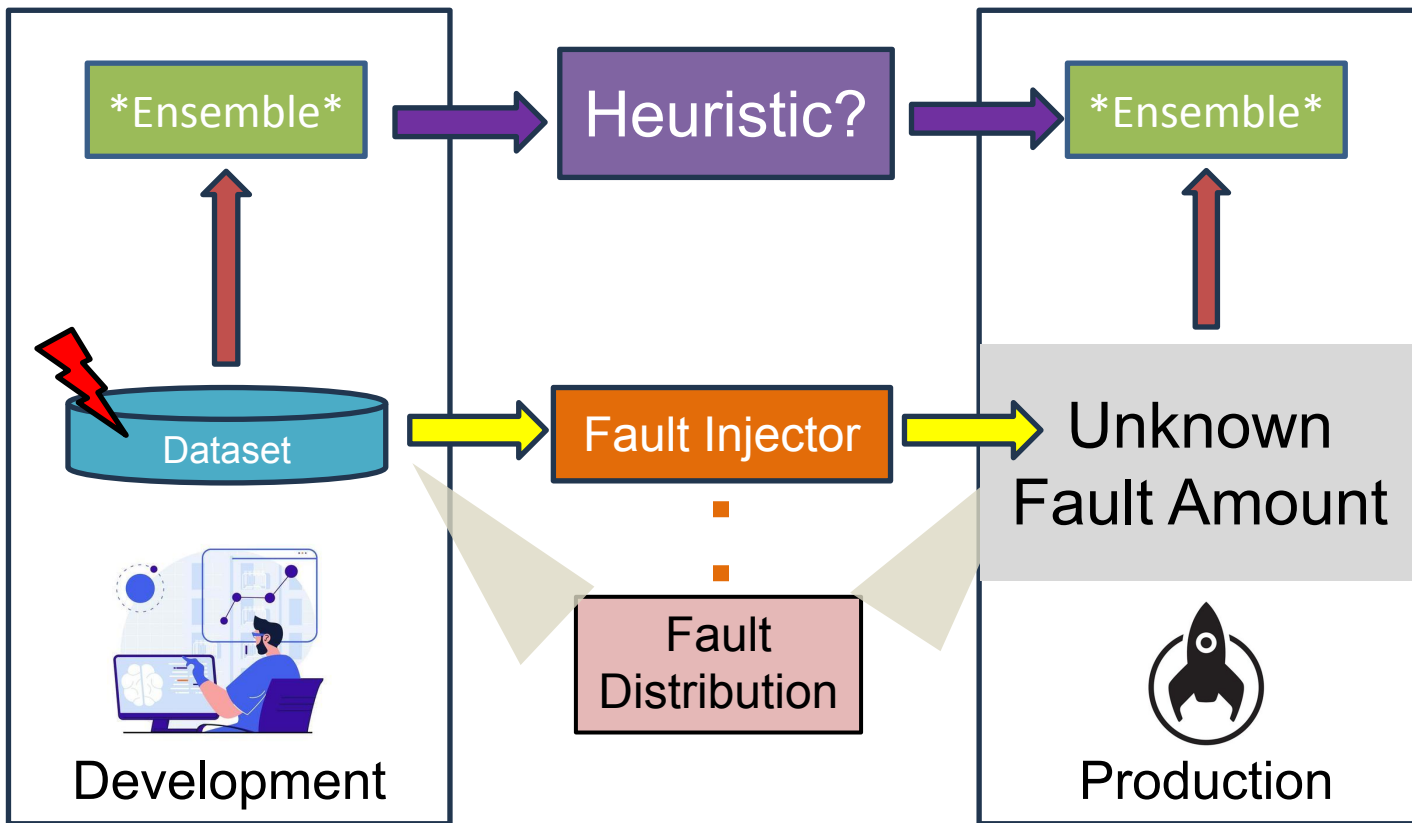 *Ensemble*
Heuristic?
*Ensemble*
Dataset
Fault Injector
Unknown
Fault Amount
Fault
Distribution
Development
Production